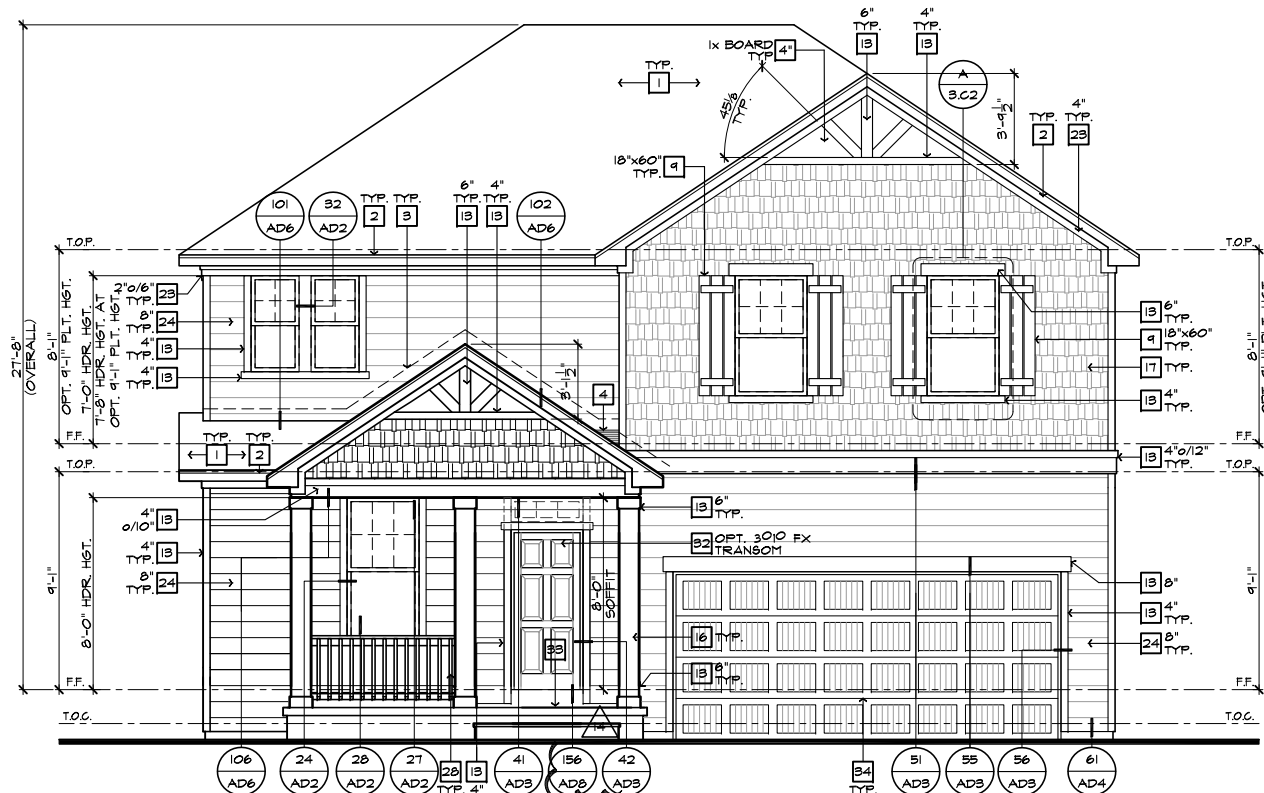 6"
TYP.
13
4"
TYP.
13
1x BOARD
TYP.
4"
TYP.
1
A
3.C2
45/8
TYP.
3'-9 1/2"
TYP.
2
4"
TYP.
23
18"x60"
TYP.
9
101
AD6
32
AD2
TYP.
2
TYP.
3
6"
TYP.
13
4"
TYP.
13
102
AD6
T.O.P.
T.O.P.
27'-8"
(OVERALL)
8'-1"
OPT. 9'-1" PLT. HGT.
7'-0" HDR. HGT.
7'-8" HDR. HGT. AT
OPT. 9'-1" PLT. HGT.
2"0/6"
TYP.
23
8"
TYP.
24
4"
TYP.
13
4"
TYP.
13
3'-1 1/2"
4
13
6"
TYP.
9
18"x60"
TYP.
17
TYP.
13
4"
TYP.
8'-1"
F.F.
F.F.
TYP.
1
TYP.
2
T.O.P.
13
4"0/12"
TYP.
T.O.P.
4"
0/10"
13
4"
TYP.
13
8"
TYP.
24
9'-1"
8'-0" HDR. HGT.
13
6"
TYP.
32
OPT. 3010 FX
TRANSOM
8'-0"
SOFFIT
16
TYP.
33
13
8"
TYP.
13
8"
13
4"
TYP.
24
8"
TYP.
9'-1"
F.F.
F.F.
T.O.C.
T.O.C.
14
106
AD6
24
AD2
28
AD2
27
AD2
28
TYP.
13
4"
41
AD3
156
AD8
42
AD3
34
TYP.
51
AD3
55
AD3
56
AD3
61
AD4